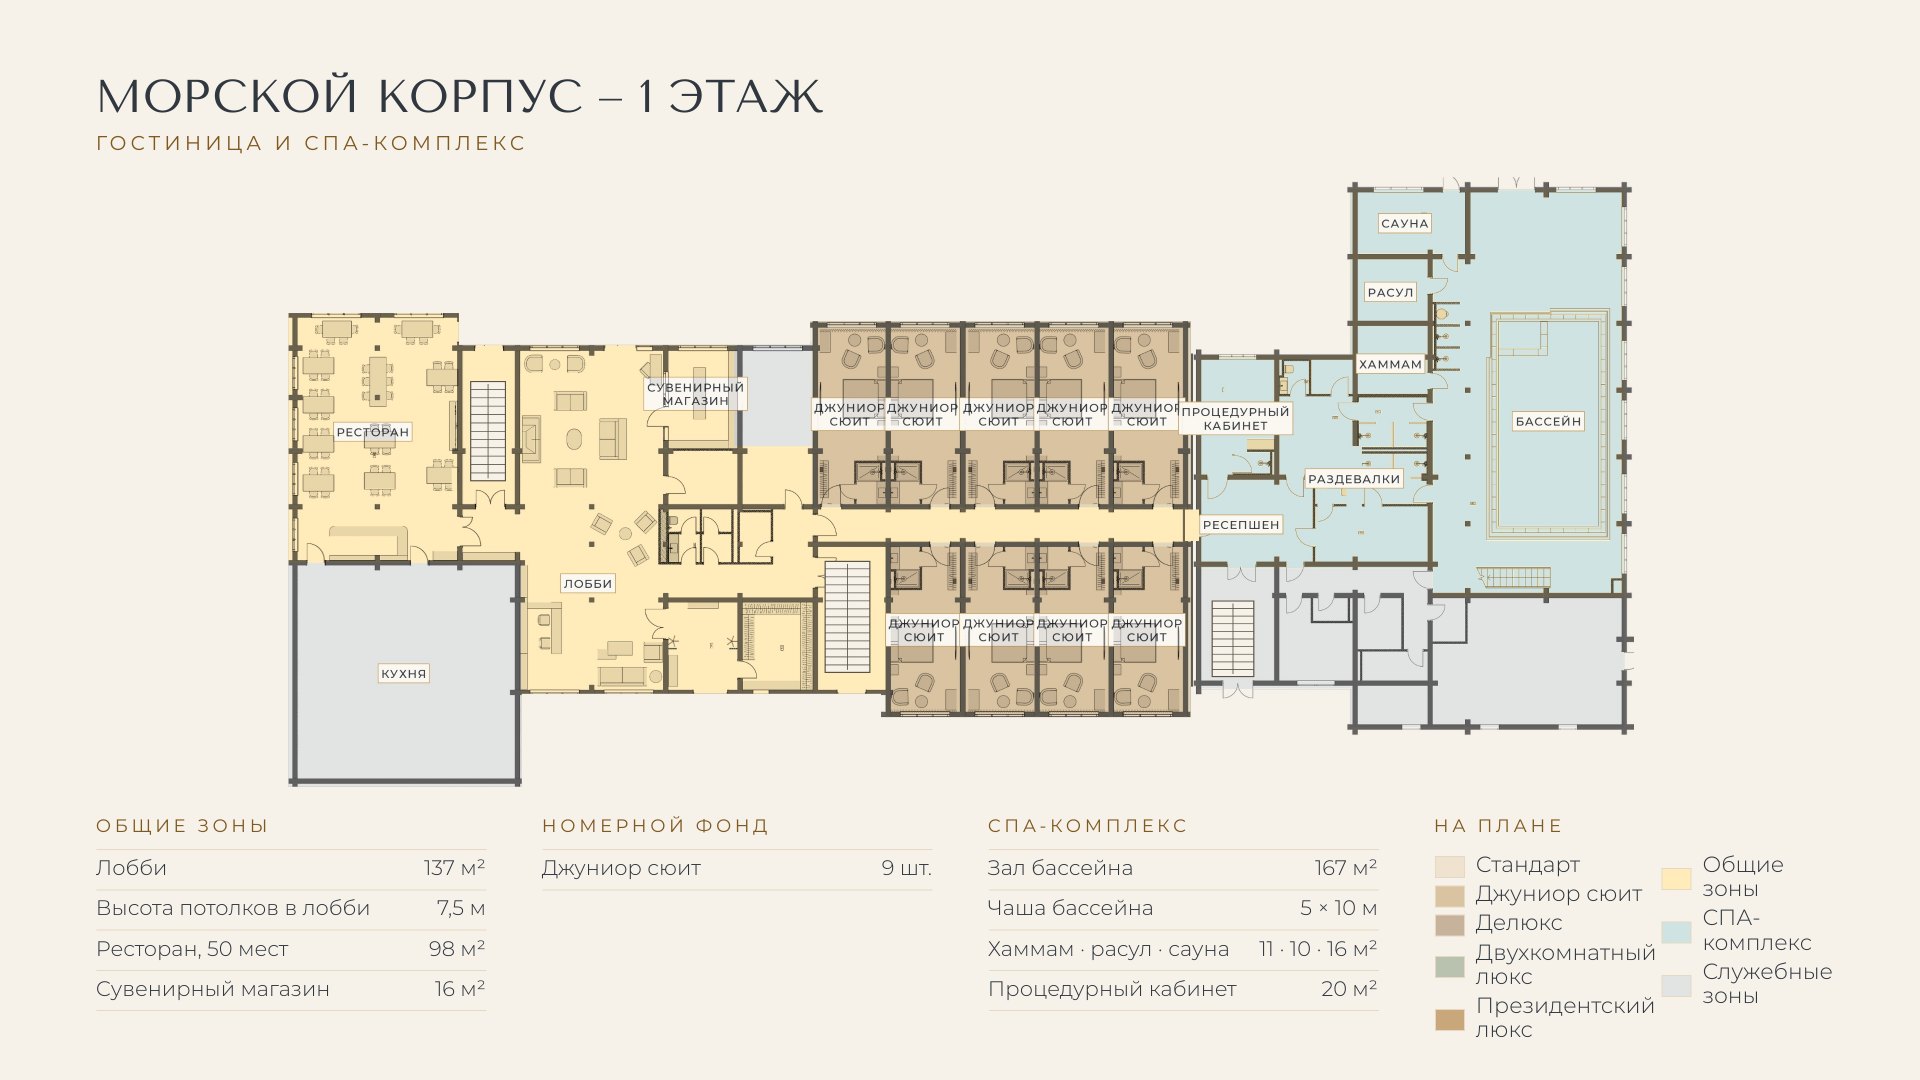 МОРСКОЙ КОРПУС – 1 ЭТАЖ
ГОСТИНИЦА И СПА-КОМПЛЕКС
САУНА
РАСУЛ
ХАММАМ
СУВЕНИРНЫЙ
МАГАЗИН
РЕСТОРАН
ДЖУНИОР
СЮИТ
ДЖУНИОР
СЮИТ
ДЖУНИОР
СЮИТ
ДЖУНИОР
СЮИТ
ДЖУНИОР
СЮИТ
ПРОЦЕДУРНЫЙ
КАБИНЕТ
БАССЕЙН
РАЗДЕВАЛКИ
РЕСЕПШЕН
ЛОББИ
ДЖУНИОР
СЮИТ
ДЖУНИОР
СЮИТ
ДЖУНИОР
СЮИТ
ДЖУНИОР
СЮИТ
КУХНЯ
ОБЩИЕ ЗОНЫ
Лобби 137 м²
Высота потолков в лобби 7,5 м
Ресторан, 50 мест 98 м²
Сувенирный магазин 16 м²
НОМЕРНОЙ ФОНД
Джуниор сюит 9 шт.
СПА-КОМПЛЕКС
Зал бассейна 167 м²
Чаша бассейна 5 × 10 м
Хаммам · расул · сауна 11 · 10 · 16 м²
Процедурный кабинет 20 м²
НА ПЛАНЕ
Стандарт
Джуниор сюит
Делюкс
Двухкомнатный
люкс
Президентский
люкс
Общие
зоны
СПА-
комплекс
Служебные
зоны